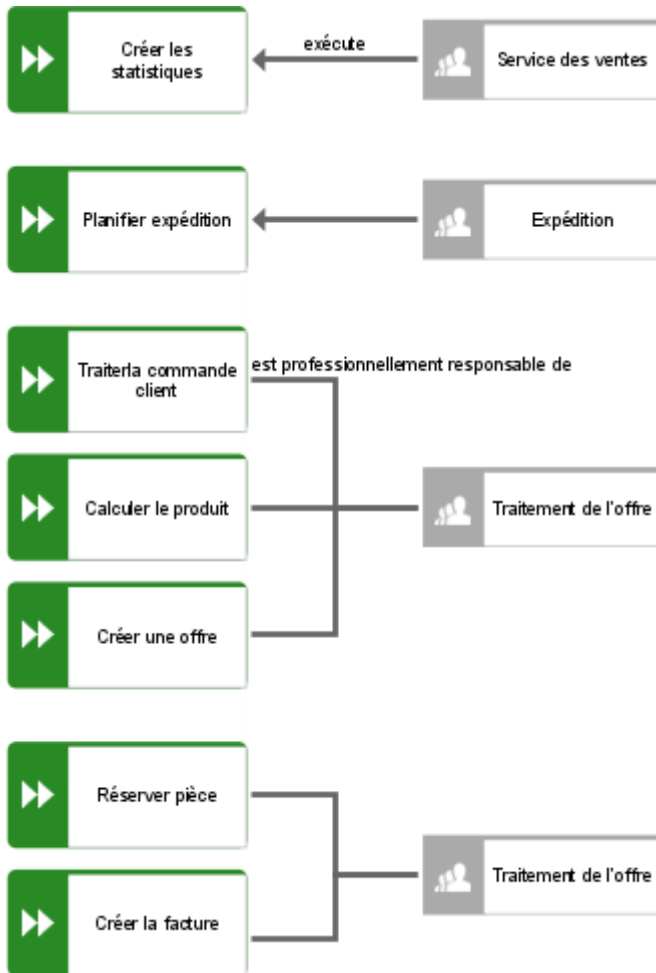 Créer les
statistiques
exécute
Service des ventes
Planifier expédition
Expédition
Traiterla commande
client
est professionnellement responsable de
Calculer le produit
Traitement de l'offre
Créer une offre
Réserver pièce
Traitement de l'offre
Créer la facture